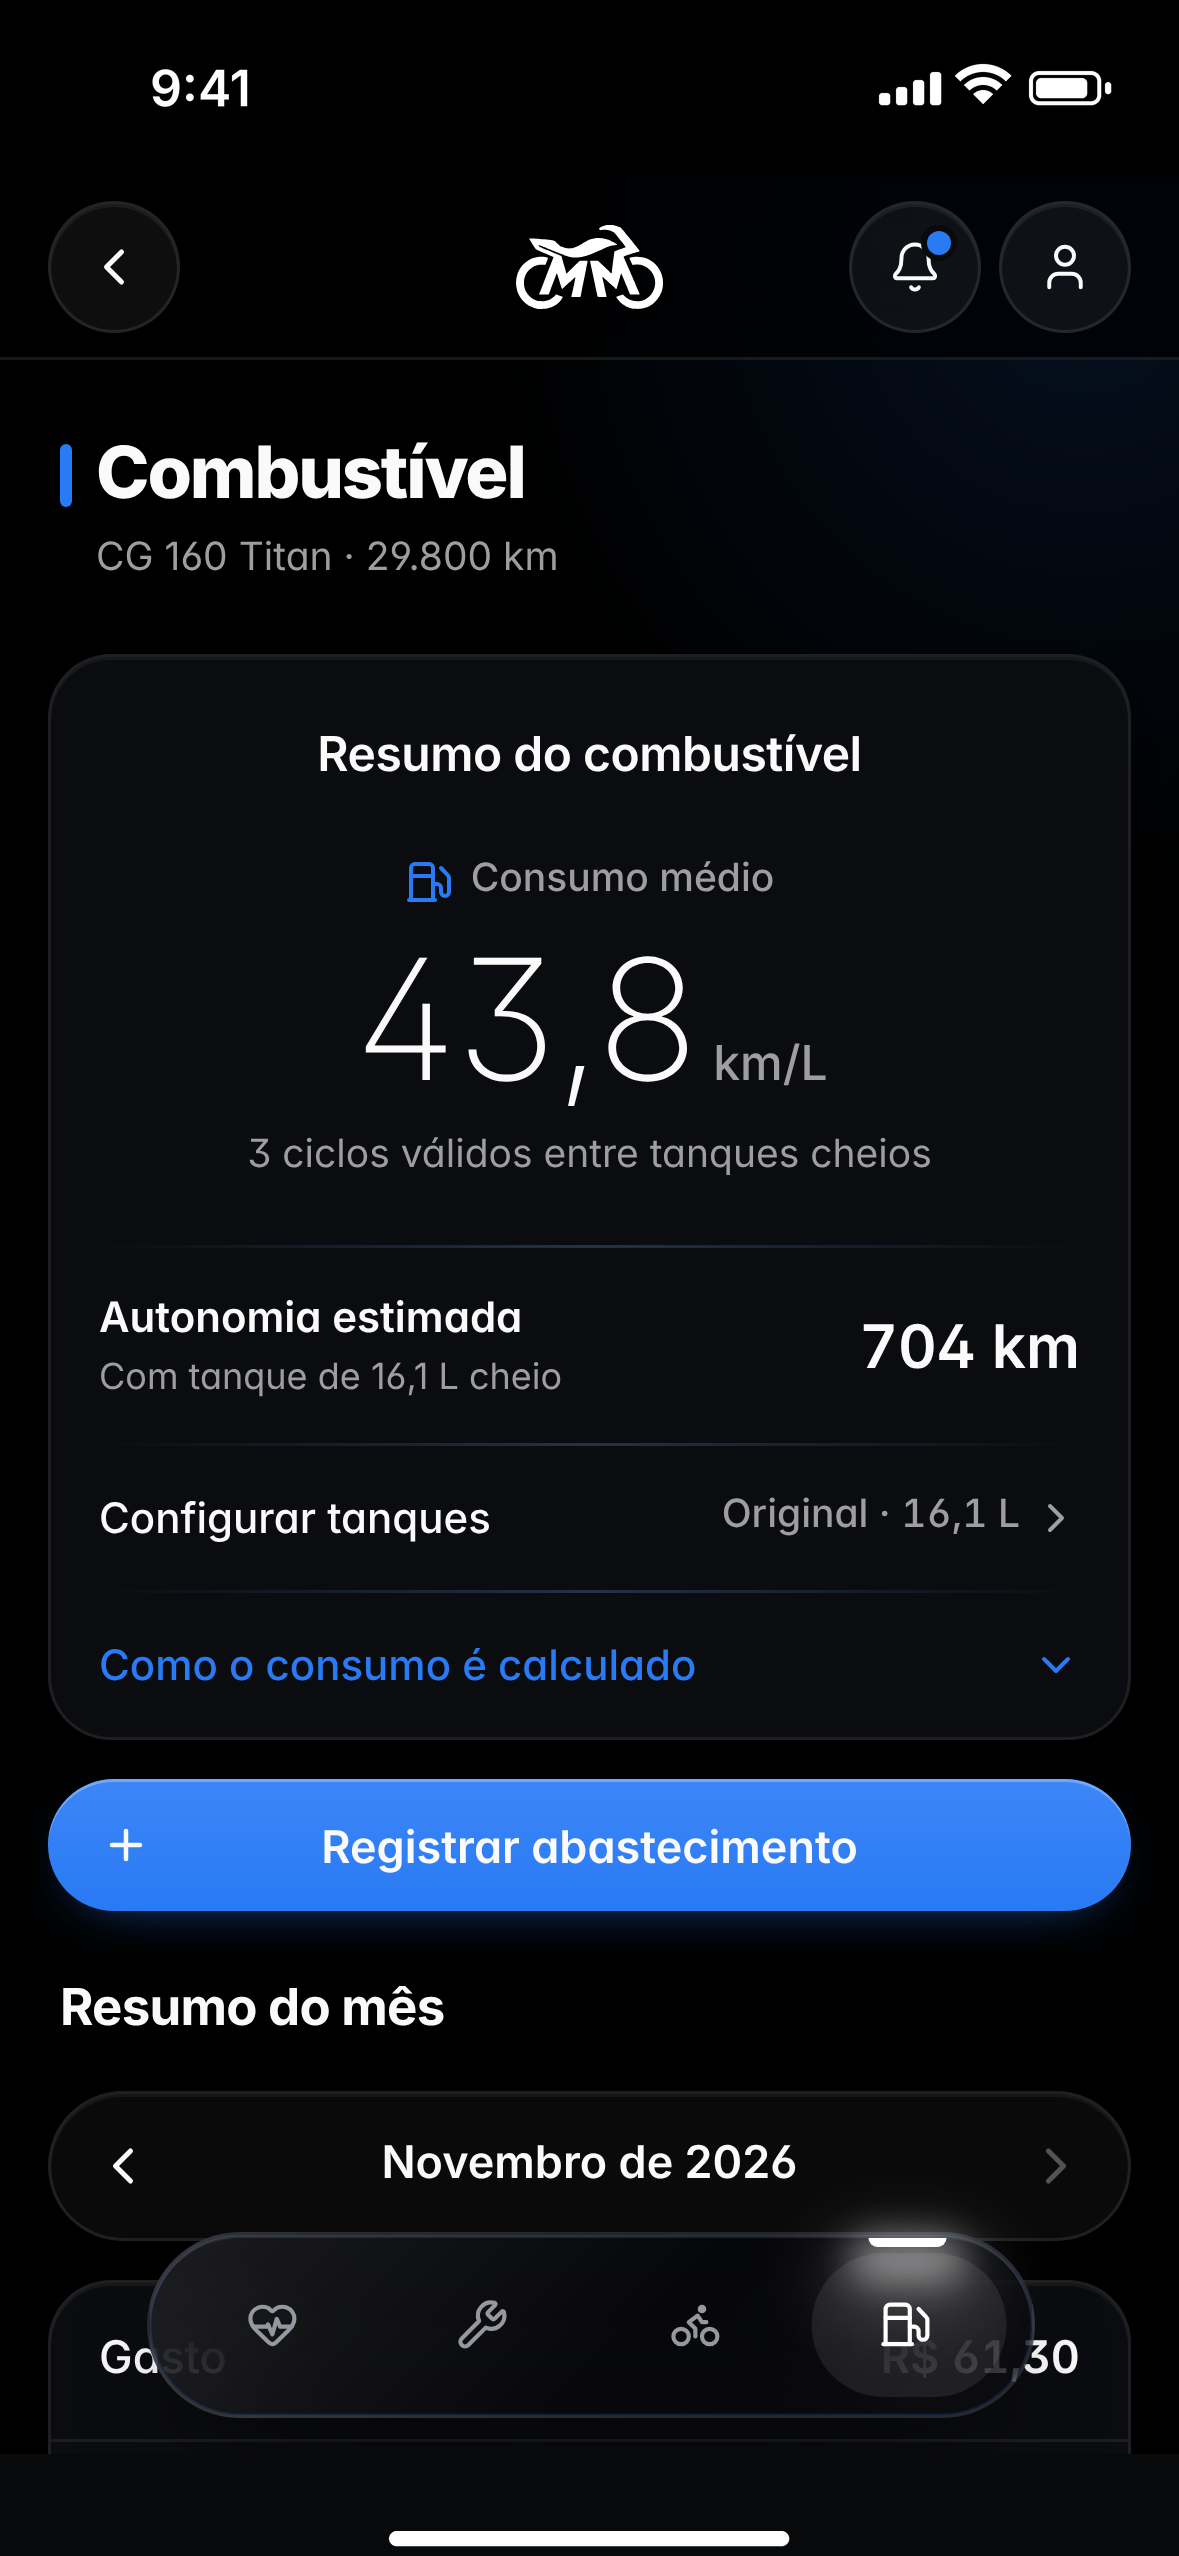 9:41
MM
Combustível
CG 160 Titan · 29.800 km
Resumo do combustível
Consumo médio
43,8 km/L
3 ciclos válidos entre tanques cheios
Autonomia estimada
704 km
Com tanque de 16,1 L cheio
Configurar tanques
Original · 16,1 L
Como o consumo é calculado
Registrar abastecimento
Resumo do mês
Novembro de 2026
Gasto
R$ 61,30